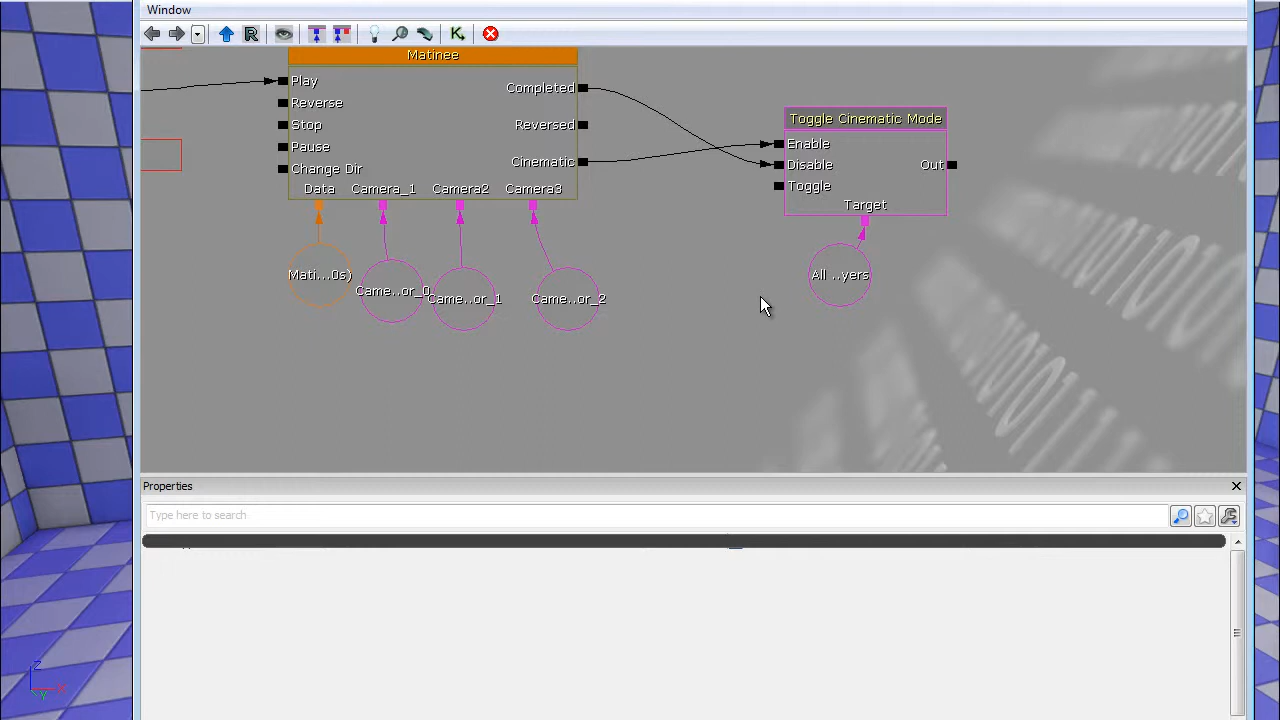 Window
Matinee
Play
Completed
Reverse
Stop
Reversed
Pause
Cinematic
Change Dir
Data Camera_1 Camera2 Camera3
Mati...0s)
Came..or_0
Came..or_1
Came..or_2
Toggle Cinematic Mode
Enable
Disable
Out
Toggle
Target
All ..yers
Properties
Type here to search
Z
X
Y